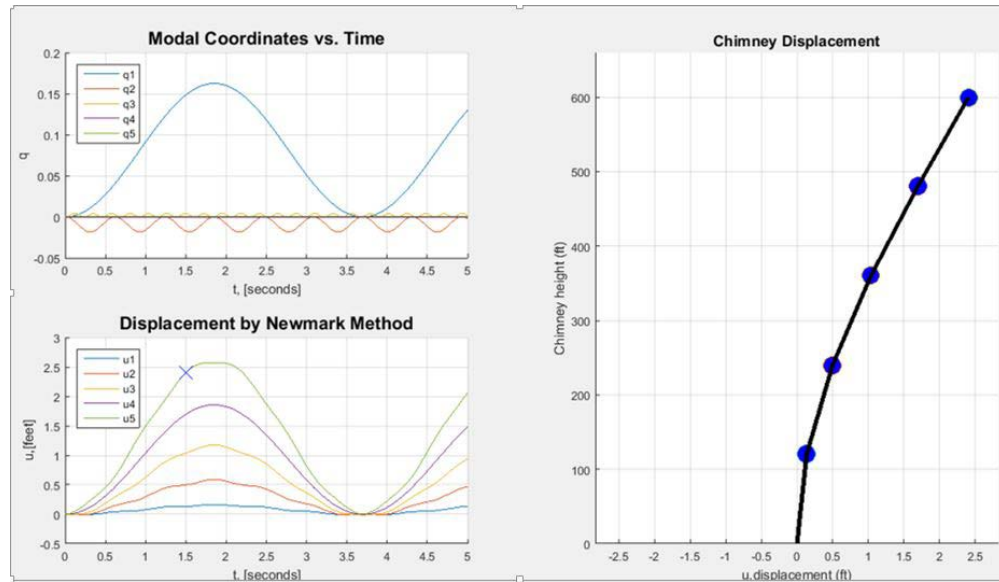 Modal Coordinates vs. Time
0.2
0.15
0.1
0.05
0
-0.05
q
q1
q2
q3
q4
q5
0 0.5 1 1.5 2 2.5 3 3.5 4 4.5 5
t, [seconds]
Displacement by Newmark Method
3
2.5
2
1.5
1
0.5
0
-0.5
u,[feet]
u1
u2
u3
u4
u5
0 0.5 1 1.5 2 2.5 3 3.5 4 4.5 5
t, [seconds]
Chimney Displacement
600
500
400
300
200
100
0
Chimney height (ft)
-2.5 -2 -1.5 -1 -0.5 0 0.5 1 1.5 2 2.5
u,displacement (ft)